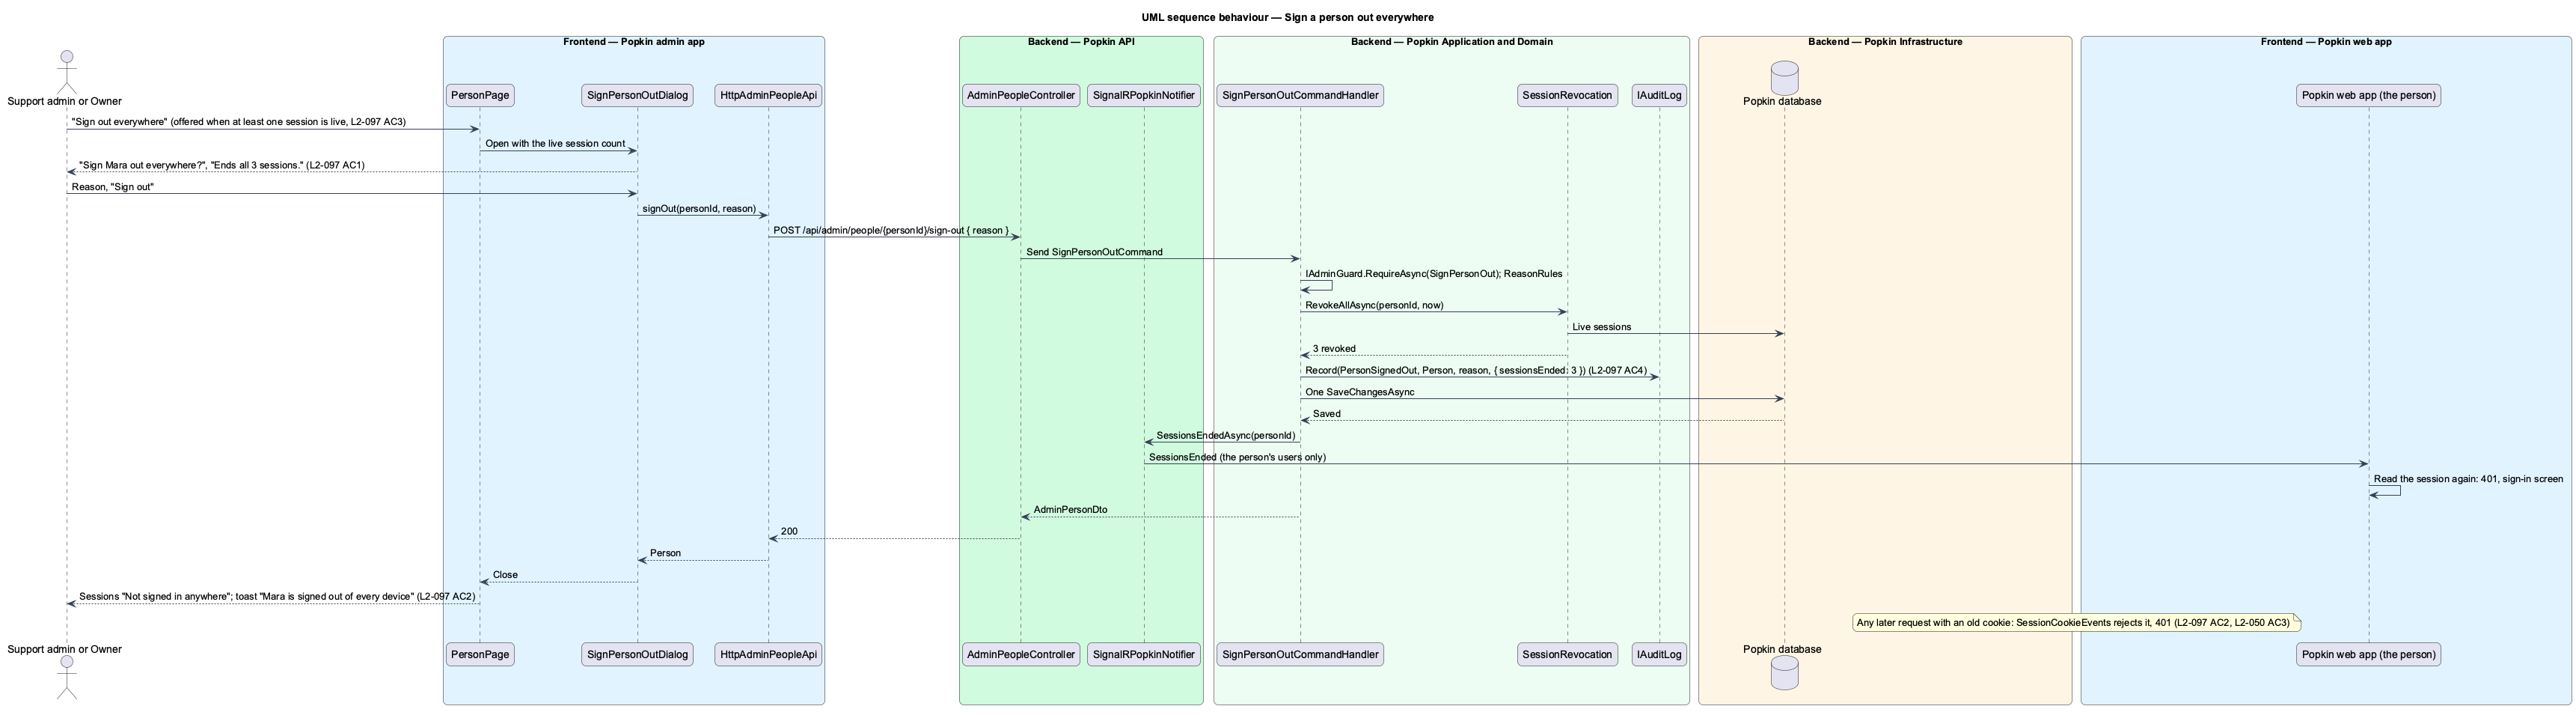 UML sequence behaviour — Sign a person out everywhere
Frontend — Popkin admin app
Backend — Popkin API
Backend — Popkin Application and Domain
Backend — Popkin Infrastructure
Frontend — Popkin web app
Support admin or Owner
PersonPage
SignPersonOutDialog
HttpAdminPeopleApi
AdminPeopleController
SignalRPopkinNotifier
SignPersonOutCommandHandler
SessionRevocation
IAuditLog
Popkin database
Popkin web app (the person)
"Sign out everywhere" (offered when at least one session is live, L2-097 AC3)
Open with the live session count
"Sign Mara out everywhere?", "Ends all 3 sessions." (L2-097 AC1)
Reason, "Sign out"
signOut(personId, reason)
POST /api/admin/people/{personId}/sign-out { reason }
Send SignPersonOutCommand
IAdminGuard.RequireAsync(SignPersonOut); ReasonRules
RevokeAllAsync(personId, now)
Live sessions
3 revoked
Record(PersonSignedOut, Person, reason, { sessionsEnded: 3 }) (L2-097 AC4)
One SaveChangesAsync
Saved
SessionsEndedAsync(personId)
SessionsEnded (the person's users only)
Read the session again: 401, sign-in screen
AdminPersonDto
200
Person
Close
Sessions "Not signed in anywhere"; toast "Mara is signed out of every device" (L2-097 AC2)
Any later request with an old cookie: SessionCookieEvents rejects it, 401 (L2-097 AC2, L2-050 AC3)
Support admin or Owner
PersonPage
SignPersonOutDialog
HttpAdminPeopleApi
AdminPeopleController
SignalRPopkinNotifier
SignPersonOutCommandHandler
SessionRevocation
IAuditLog
Popkin database
Popkin web app (the person)